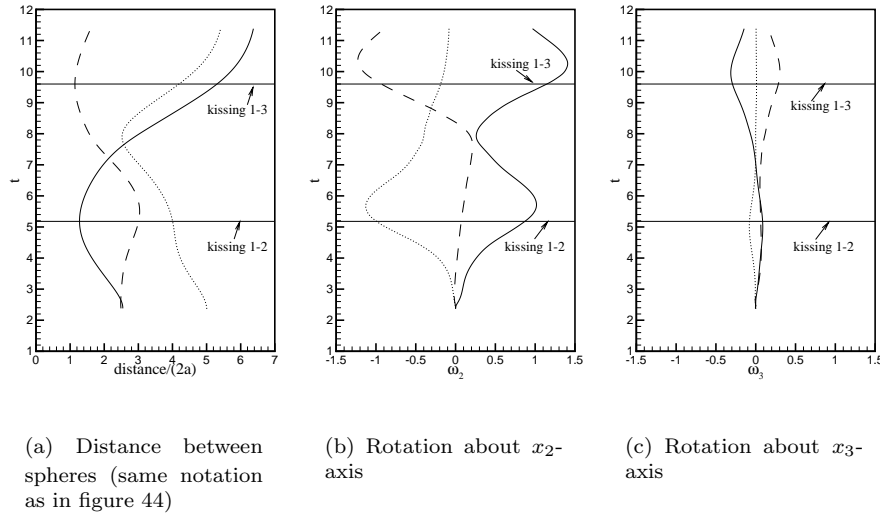 12
11
10
9
8
7
6
5
4
3
2
1
t
kissing 1-3
kissing 1-2
0 1 2 3 4 5 6 7
distance/(2a)
12
11
10
9
8
7
6
5
4
3
2
1
t
kissing 1-3
kissing 1-2
-1.5 -1 -0.5 0 0.5 1 1.5
ω2
12
11
10
9
8
7
6
5
4
3
2
1
t
kissing 1-3
kissing 1-2
-1.5 -1 -0.5 0 0.5 1 1.5
ω3
(a) Distance between
spheres (same notation
as in figure 44)
(b) Rotation about x2-
axis
(c) Rotation about x3-
axis